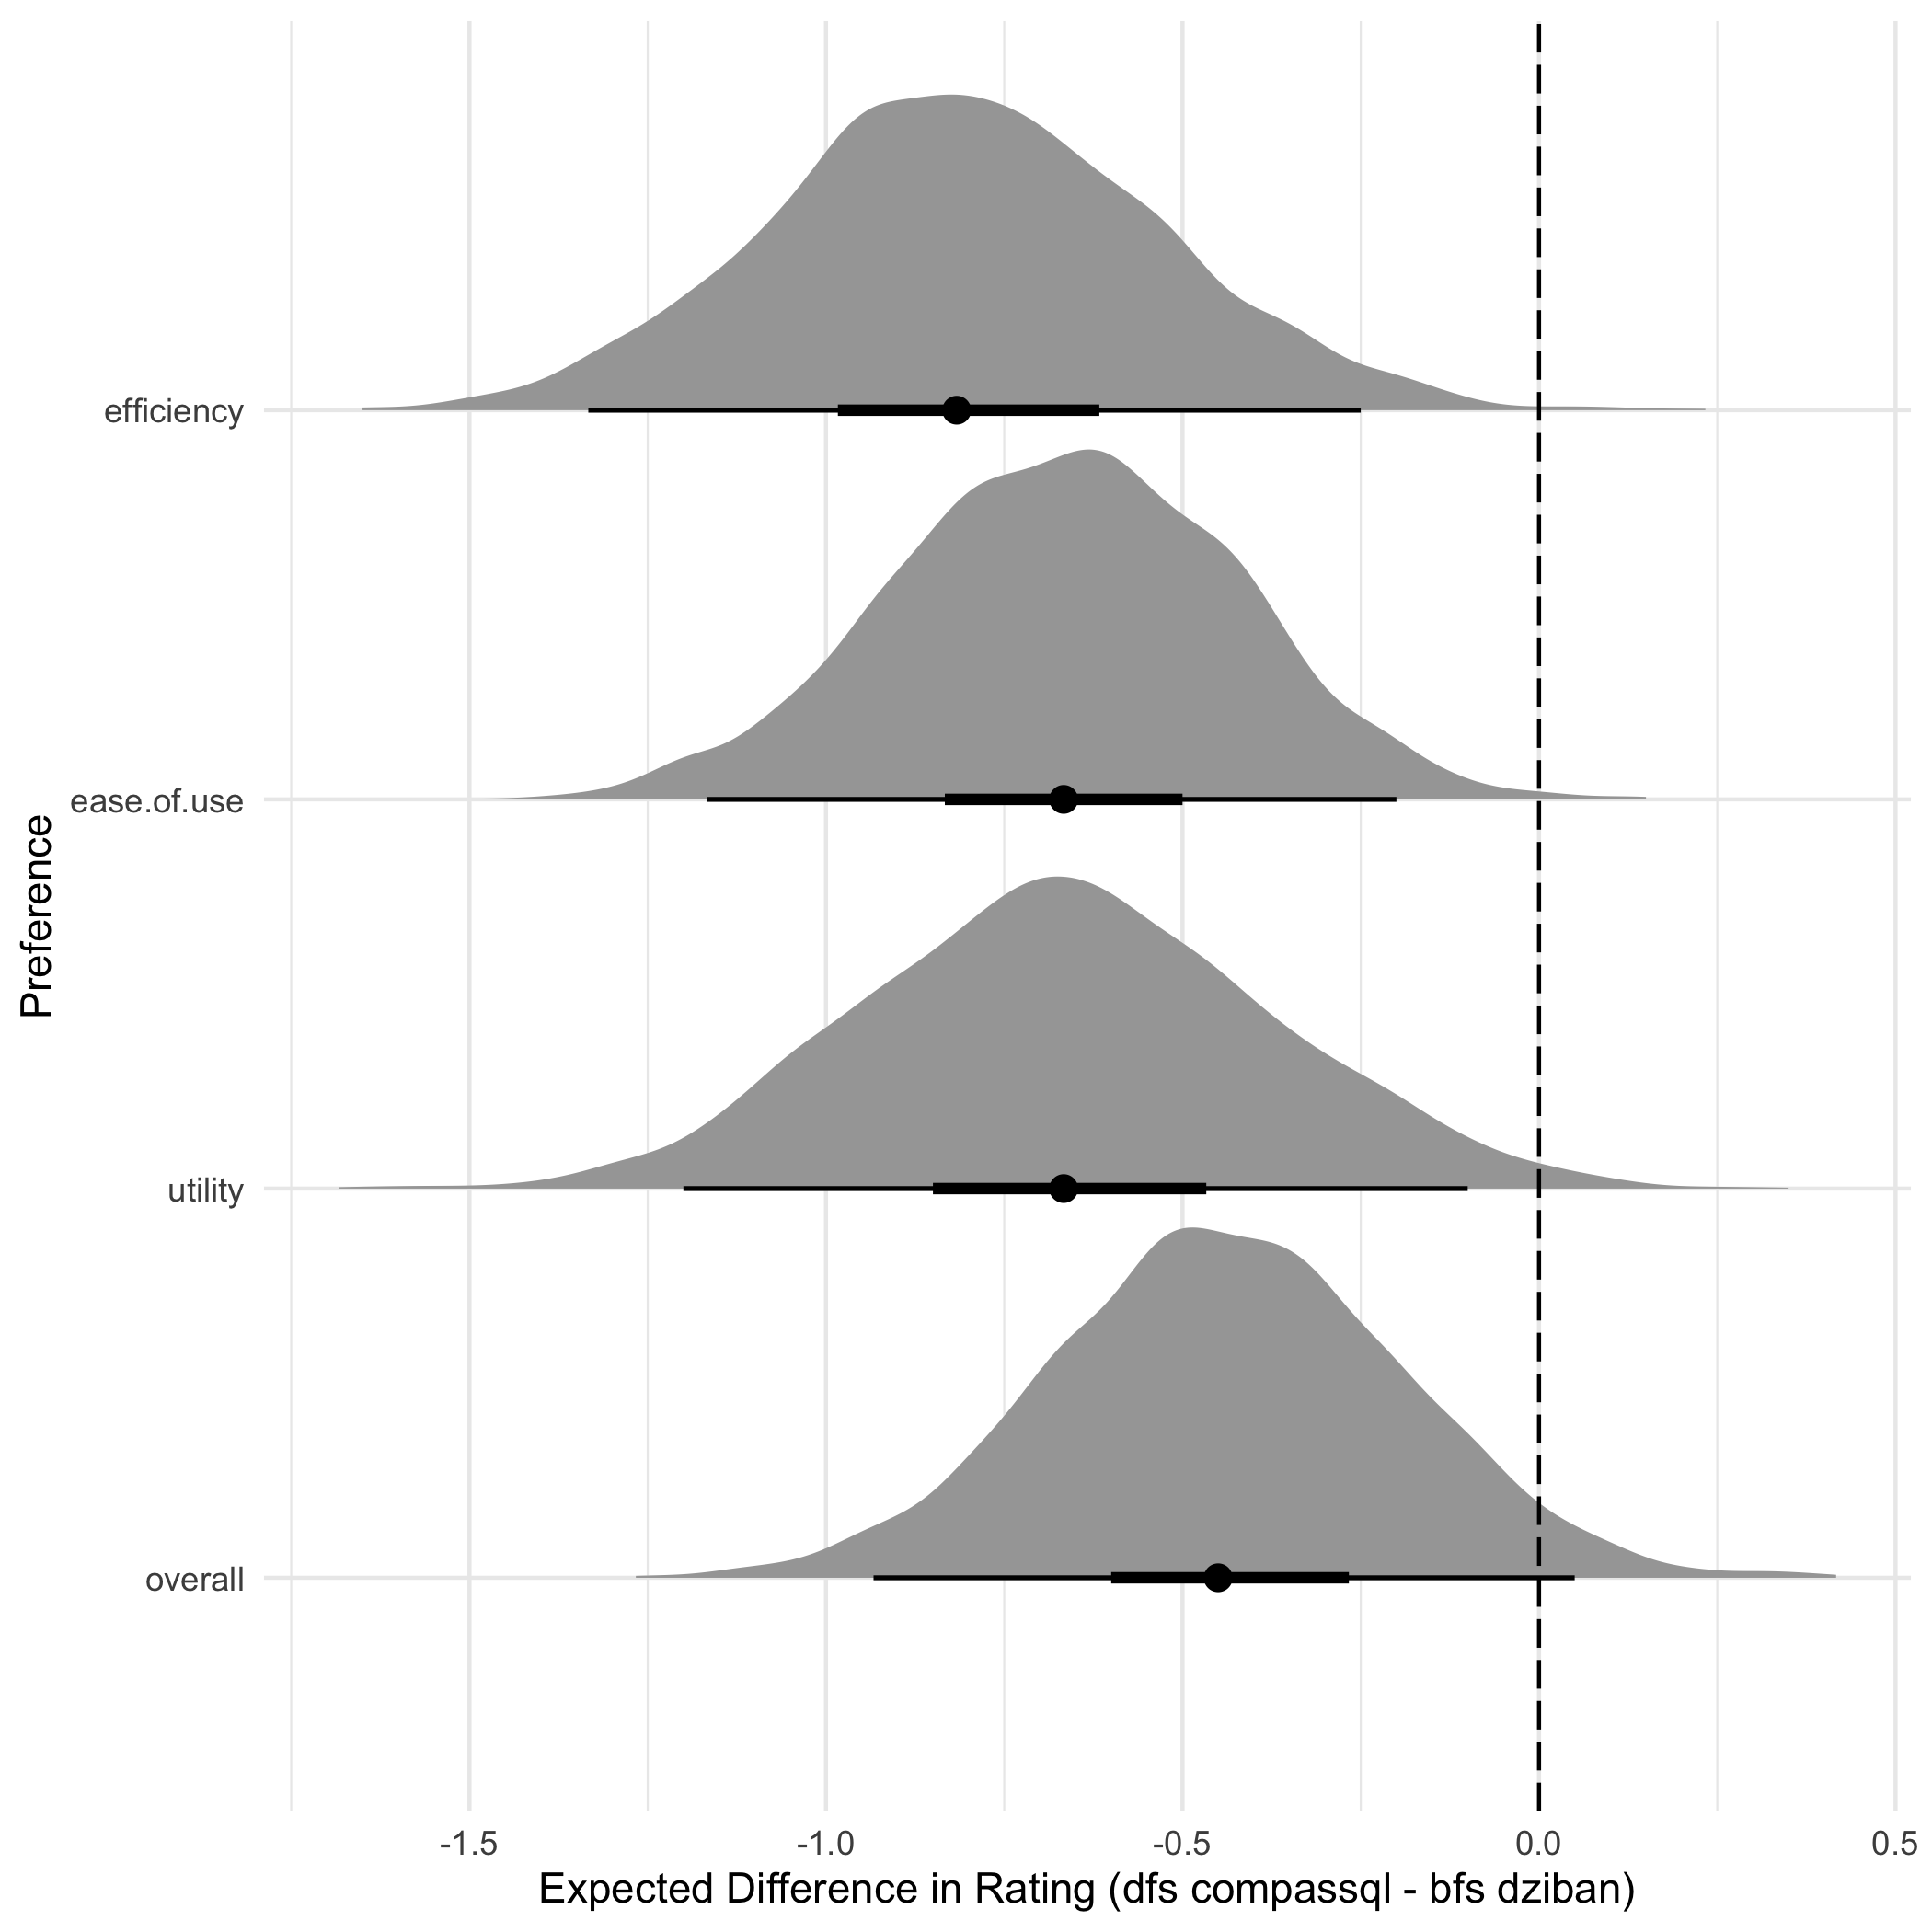 efficiency
ease.of.use
utility
overall
Preference
-1.5 -1.0 -0.5 0.0 0.5
Expected Difference in Rating (dfs compassql - bfs dziban)